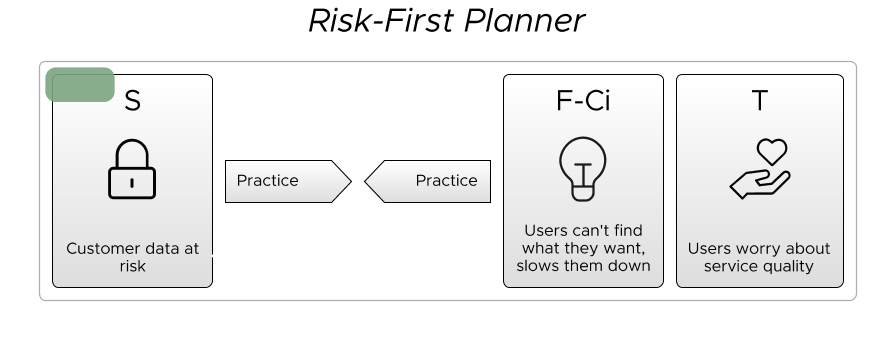 Risk-First Planner
S
Customer data at
risk
Practice
Practice
F-Ci
Users can't find
what they want,
slows them down
T
Users worry about
service quality